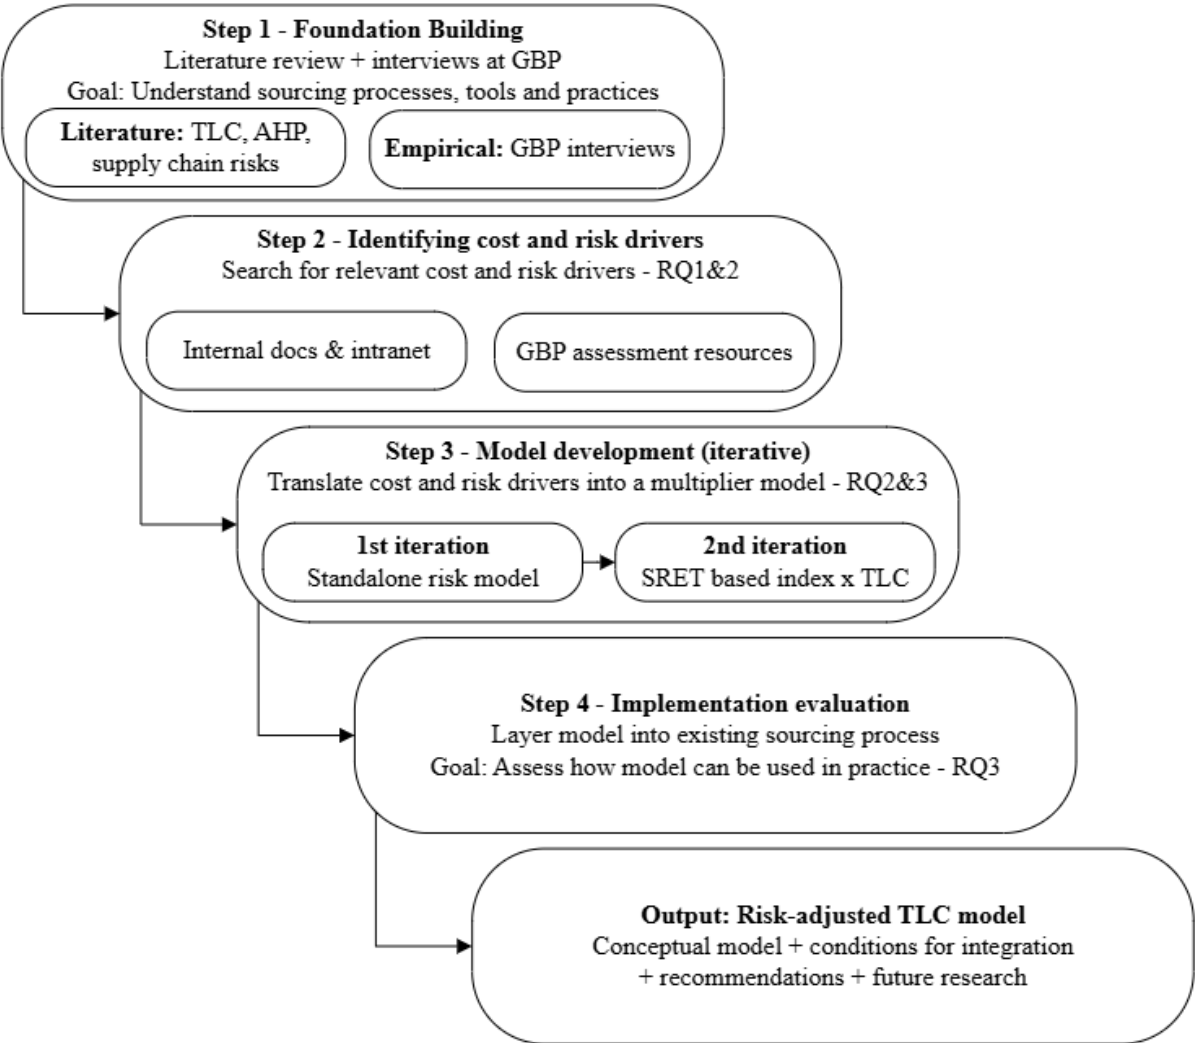 Step 1 - Foundation Building
Literature review + interviews at GBP
Goal: Understand sourcing processes, tools and practices
Literature: TLC, AHP,
supply chain risks
Empirical: GBP interviews
Step 2 - Identifying cost and risk drivers
Search for relevant cost and risk drivers - RQ1&2
Internal docs & intranet
GBP assessment resources
Step 3 - Model development (iterative)
Translate cost and risk drivers into a multiplier model - RQ2&3
1st iteration
Standalone risk model
2nd iteration
SRET based index x TLC
Step 4 - Implementation evaluation
Layer model into existing sourcing process
Goal: Assess how model can be used in practice - RQ3
Output: Risk-adjusted TLC model
Conceptual model + conditions for integration
+ recommendations + future research